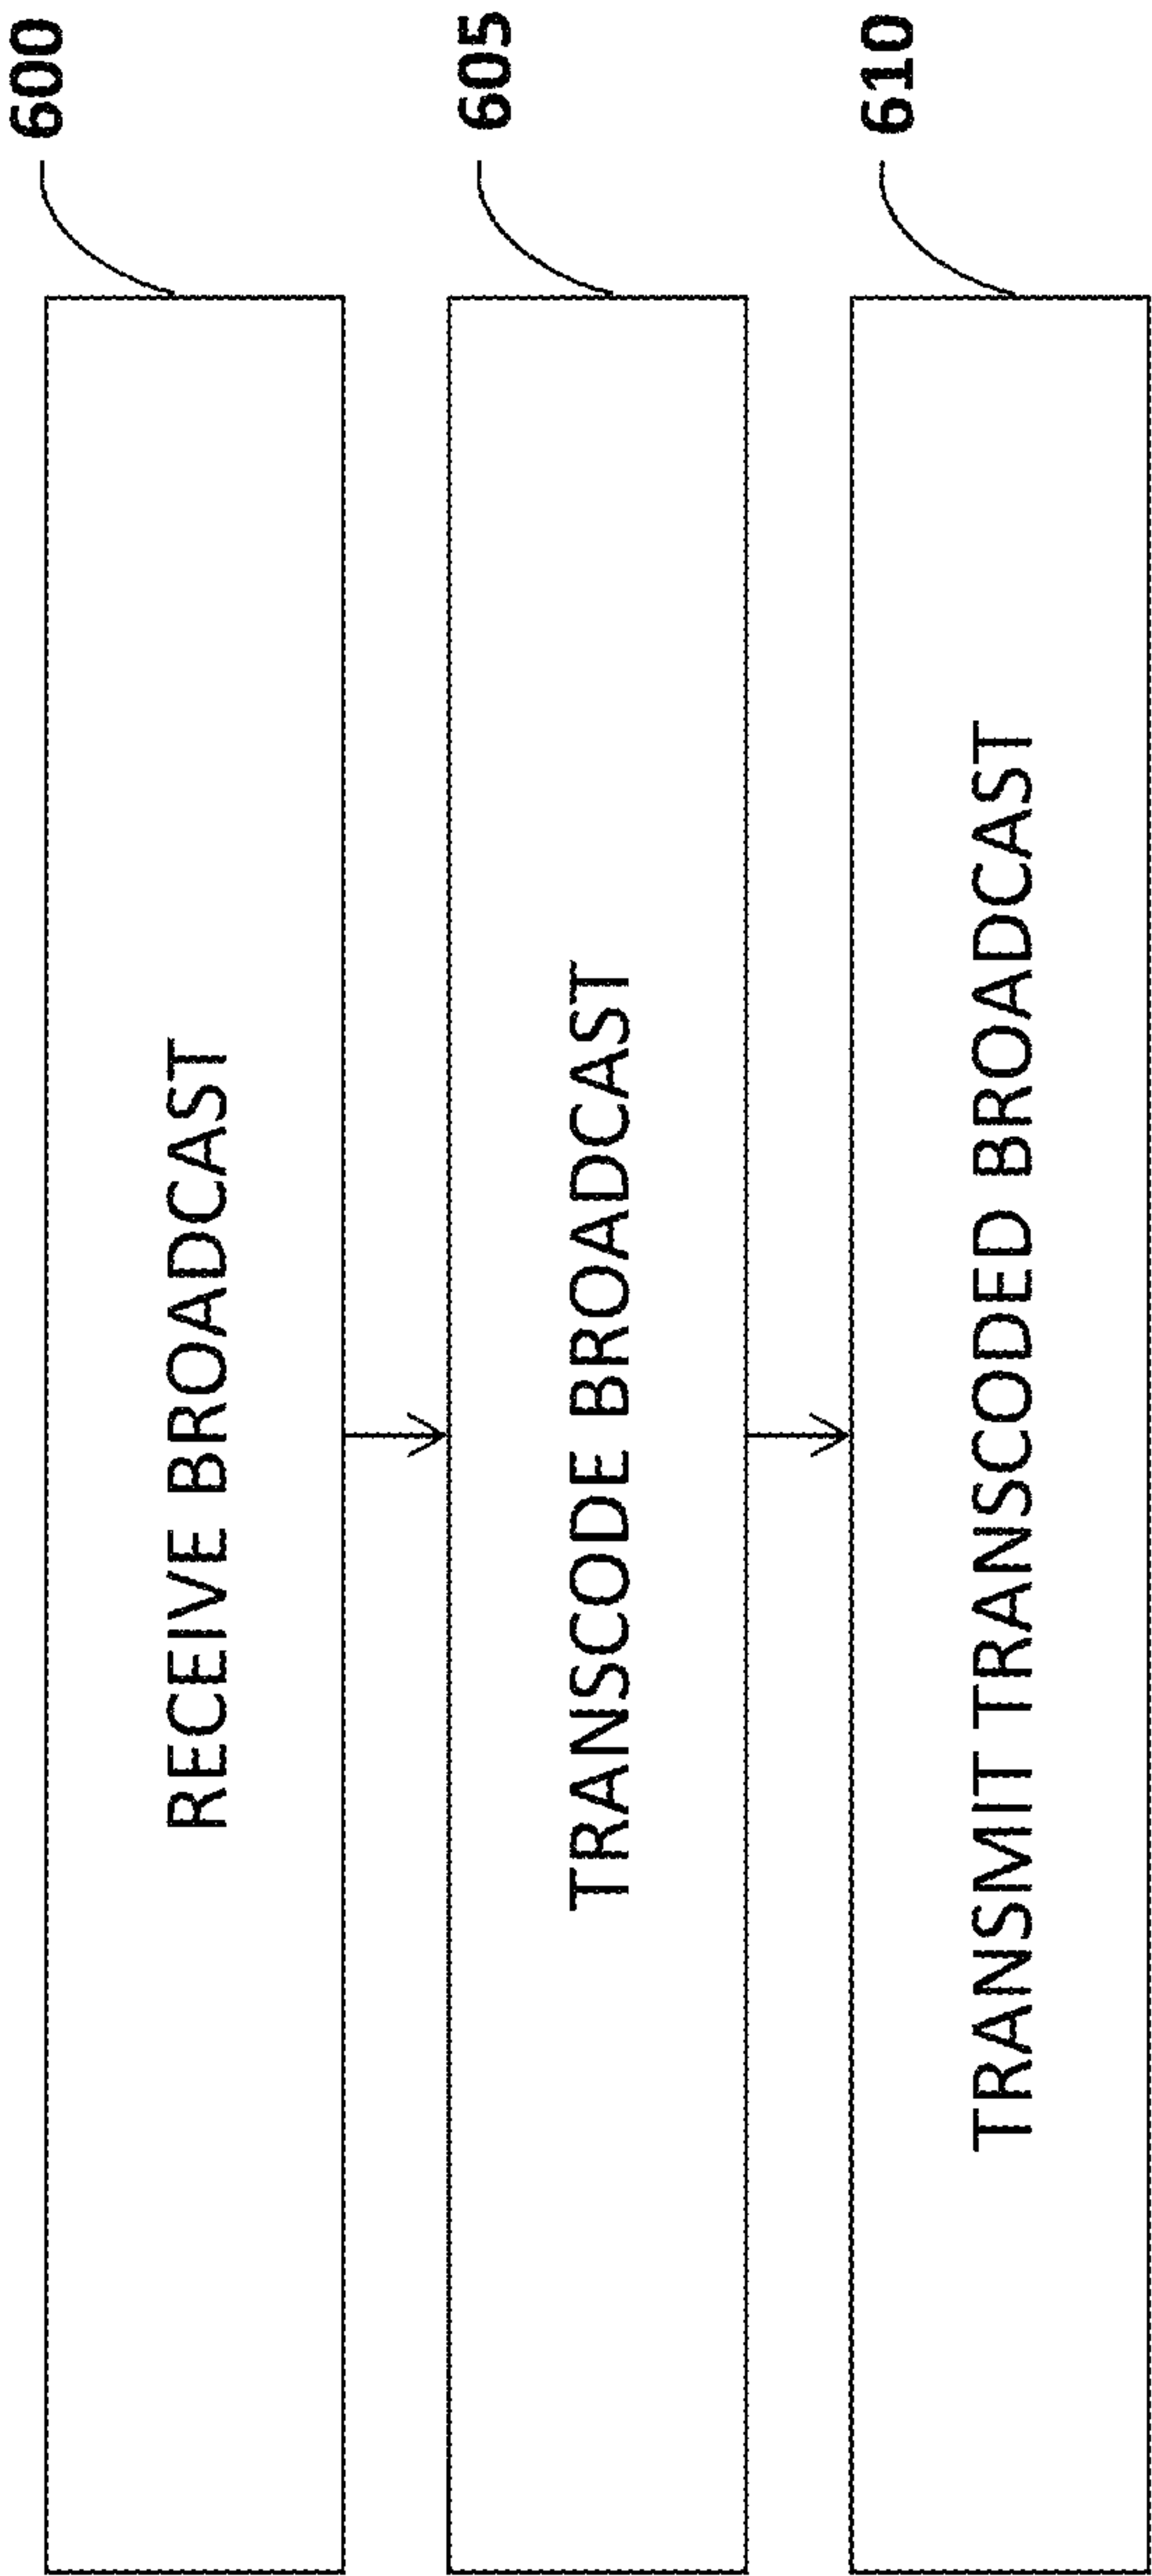 600
RECEIVE BROADCAST
605
TRANSCODE BROADCAST
610
TRANSMIT TRANSCODED BROADCAST